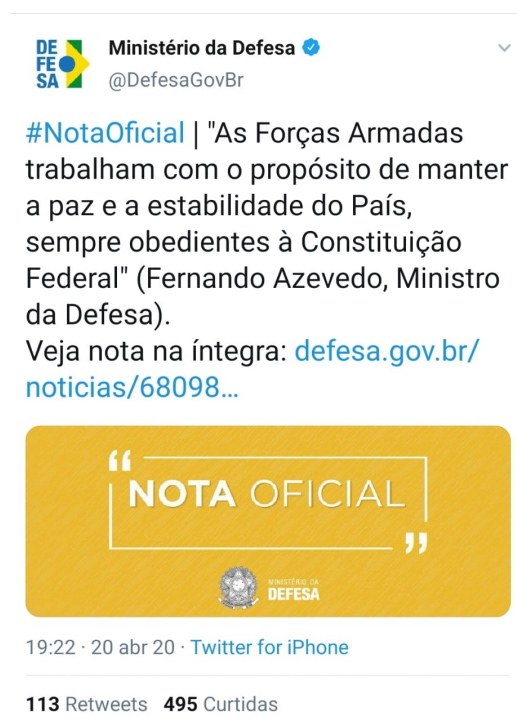 DE
FE
SA
Ministério da Defesa
@DefesaGovBr
#NotaOficial | "As Forças Armadas
trabalham com o propósito de manter
a paz e a estabilidade do País,
sempre obedientes à Constituição
Federal" (Fernando Azevedo, Ministro
da Defesa).
Veja nota na íntegra: defesa.gov.br/
noticias/68098...
“
NOTA OFICIAL
”
MINISTÉRIO DA
DEFESA
19:22 · 20 abr 20 · Twitter for iPhone
113 Retweets 495 Curtidas